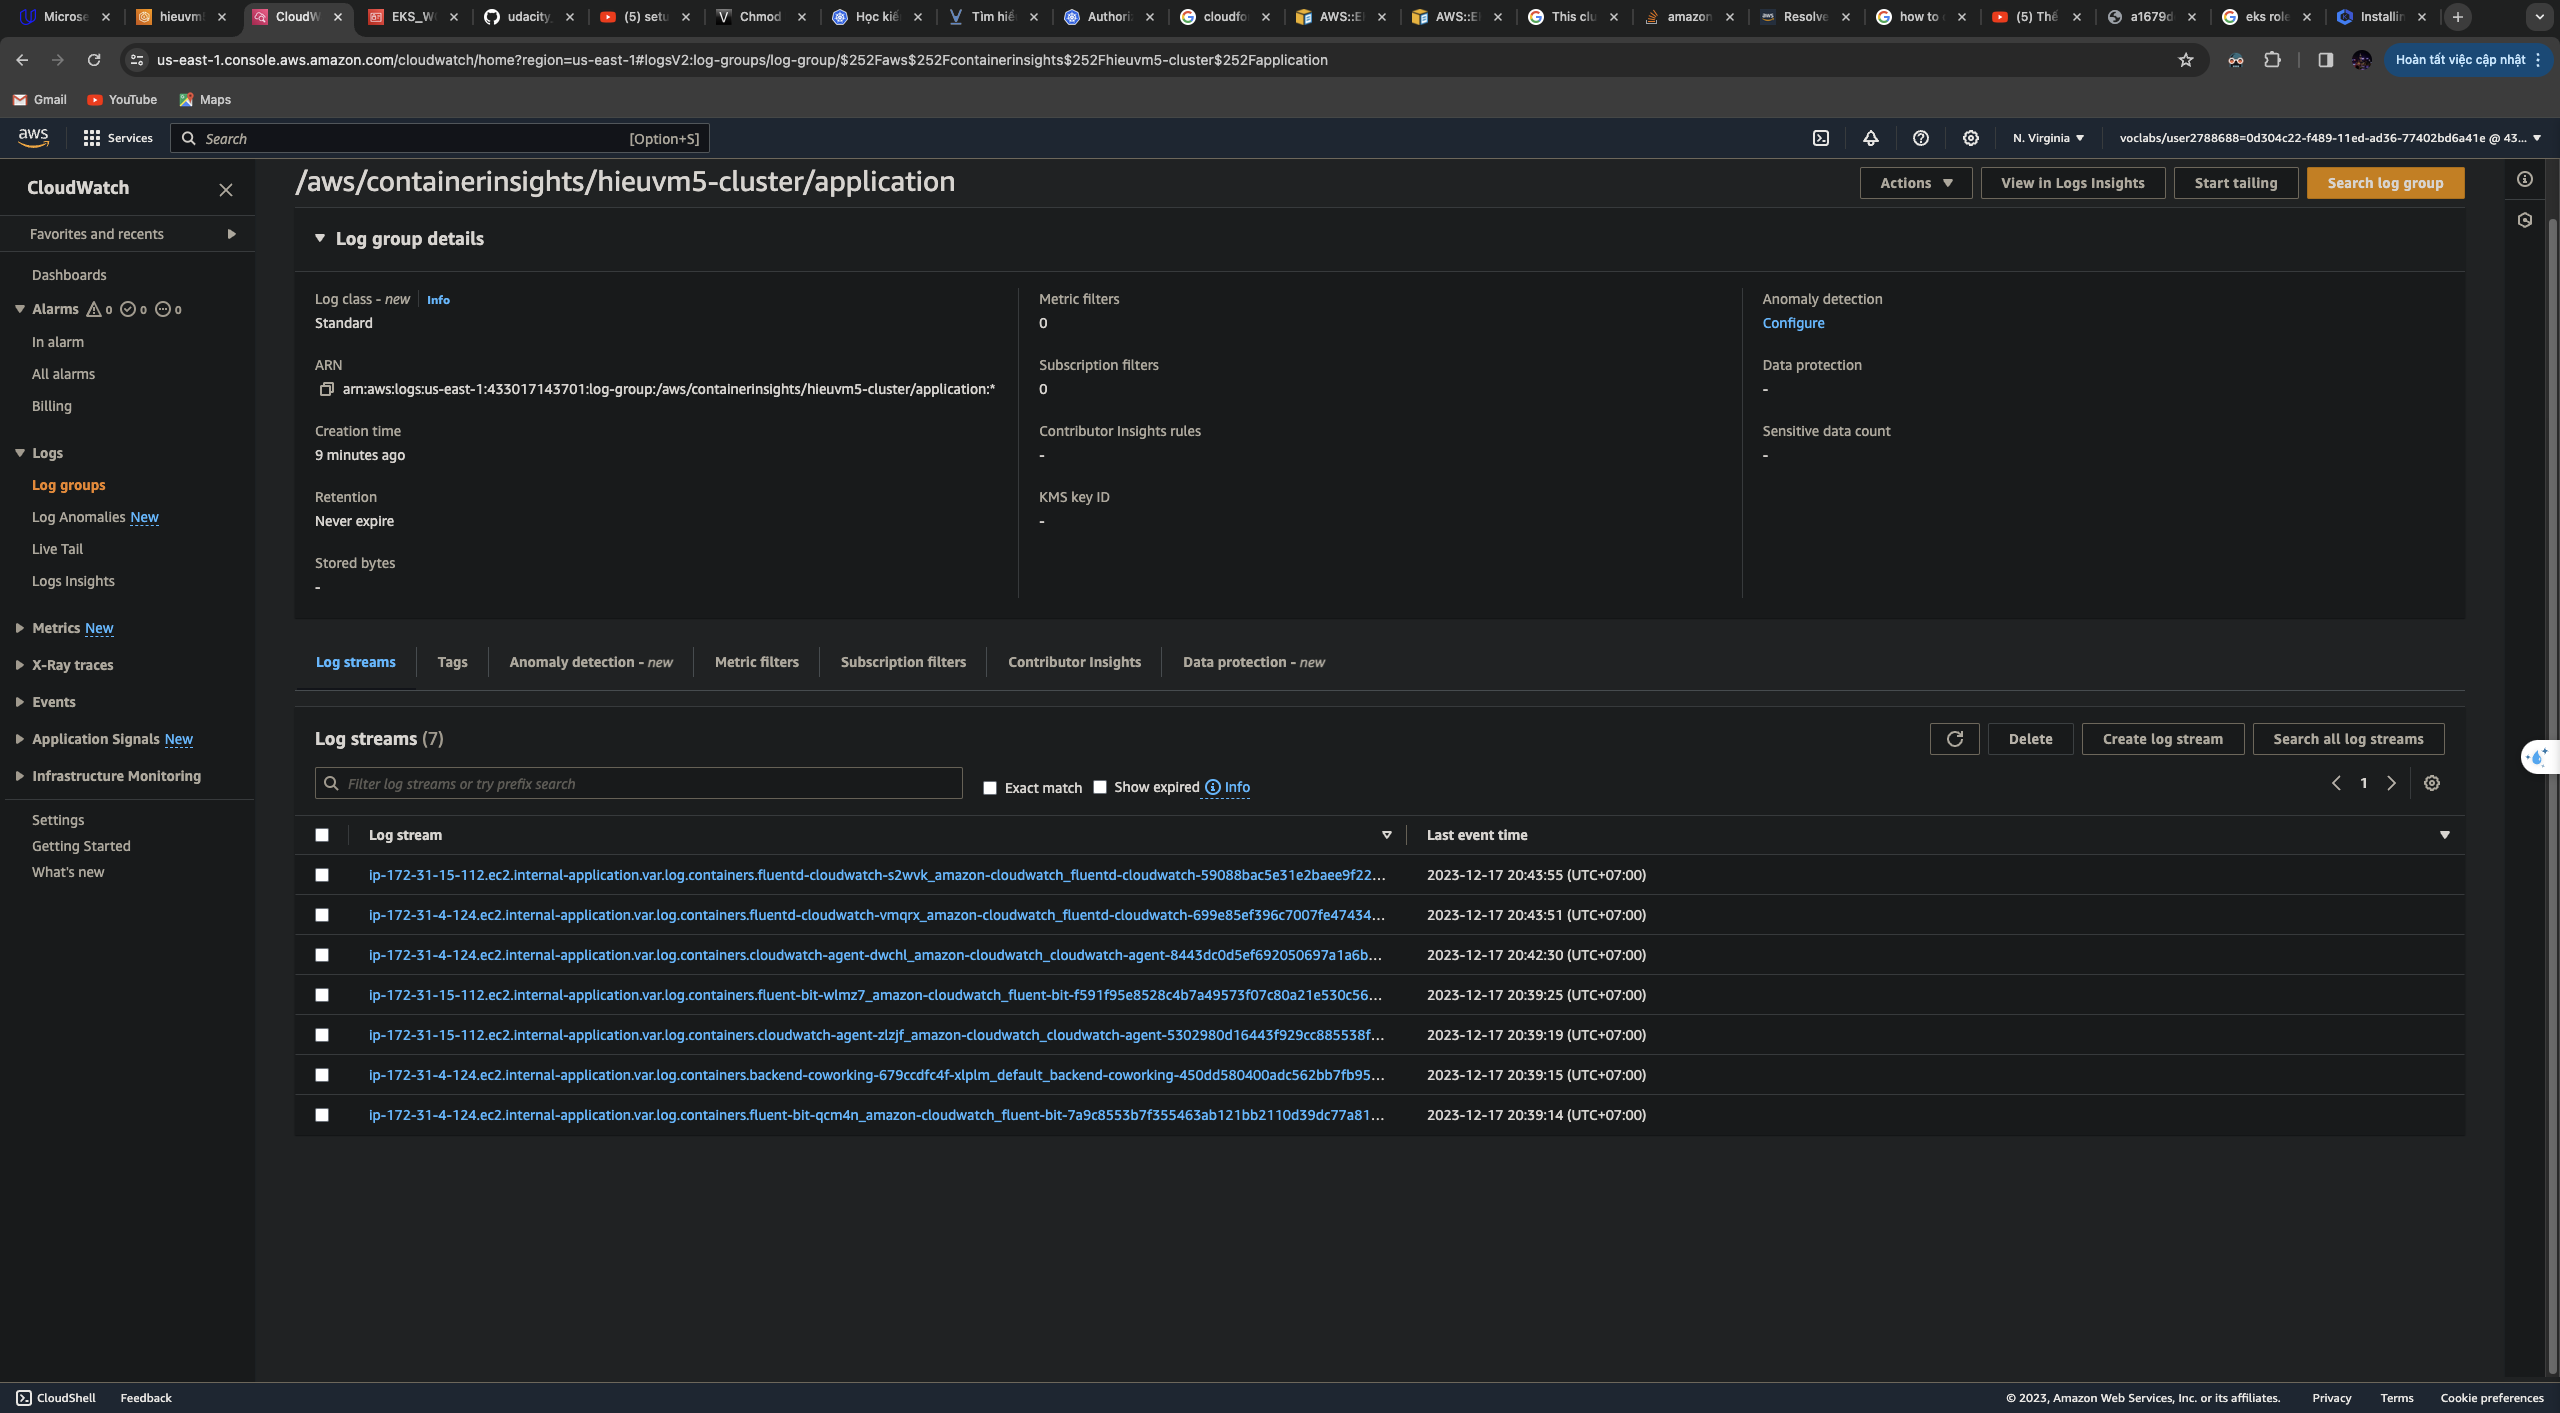 Microse
hieuvm
CloudW
EKS_W
udacity_
(5) setu
Chmod
Học kiế
Tìm hiể
Authori
cloudfo
AWS::E
AWS::E
This clu
amazon
Resolve
how to
(5) Thế
a1679d
eks role
Installin
us-east-1.console.aws.amazon.com/cloudwatch/home?region=us-east-1#logsV2:log-groups/log-group/$252Faws$252Fcontainerinsights$252Fhieuvm5-cluster$252Fapplication
Hoàn tất việc cập nhật
Gmail YouTube Maps
aws Services Search [Option+S] N. Virginia voclabs/user2788688=0d304c22-f489-11ed-ad36-77402bd6a41e @ 43...
CloudWatch
Favorites and recents
Dashboards
Alarms 0 0 0
In alarm
All alarms
Billing
Logs
Log groups
Log Anomalies New
Live Tail
Logs Insights
Metrics New
X-Ray traces
Events
Application Signals New
Infrastructure Monitoring
Settings
Getting Started
What's new
/aws/containerinsights/hieuvm5-cluster/application
Actions View in Logs Insights Start tailing Search log group
Log group details
Log class - new Info
Standard
ARN
arn:aws:logs:us-east-1:433017143701:log-group:/aws/containerinsights/hieuvm5-cluster/application:*
Creation time
9 minutes ago
Retention
Never expire
Stored bytes
-
Metric filters
0
Subscription filters
0
Contributor Insights rules
-
KMS key ID
-
Anomaly detection
Configure
Data protection
-
Sensitive data count
-
Log streams Tags Anomaly detection - new Metric filters Subscription filters Contributor Insights Data protection - new
Log streams (7)
Delete Create log stream Search all log streams
Filter log streams or try prefix search Exact match Show expired Info
1
Log stream Last event time
ip-172-31-15-112.ec2.internal-application.var.log.containers.fluentd-cloudwatch-s2wvk_amazon-cloudwatch_fluentd-cloudwatch-59088bac5e31e2baee9f22... 2023-12-17 20:43:55 (UTC+07:00)
ip-172-31-4-124.ec2.internal-application.var.log.containers.fluentd-cloudwatch-vmqrx_amazon-cloudwatch_fluentd-cloudwatch-699e85ef396c7007fe47434... 2023-12-17 20:43:51 (UTC+07:00)
ip-172-31-4-124.ec2.internal-application.var.log.containers.cloudwatch-agent-dwchl_amazon-cloudwatch_cloudwatch-agent-8443dc0d5ef692050697a1a6b... 2023-12-17 20:42:30 (UTC+07:00)
ip-172-31-15-112.ec2.internal-application.var.log.containers.fluent-bit-wlmz7_amazon-cloudwatch_fluent-bit-f591f95e8528c4b7a49573f07c80a21e530c56... 2023-12-17 20:39:25 (UTC+07:00)
ip-172-31-15-112.ec2.internal-application.var.log.containers.cloudwatch-agent-zlzjf_amazon-cloudwatch_cloudwatch-agent-5302980d16443f929cc885538f... 2023-12-17 20:39:19 (UTC+07:00)
ip-172-31-4-124.ec2.internal-application.var.log.containers.backend-coworking-679ccdfc4f-xlplm_default_backend-coworking-450dd580400adc562bb7fb95... 2023-12-17 20:39:15 (UTC+07:00)
ip-172-31-4-124.ec2.internal-application.var.log.containers.fluent-bit-qcm4n_amazon-cloudwatch_fluent-bit-7a9c8553b7f355463ab121bb2110d39dc77a81... 2023-12-17 20:39:14 (UTC+07:00)
CloudShell Feedback © 2023, Amazon Web Services, Inc. or its affiliates. Privacy Terms Cookie preferences